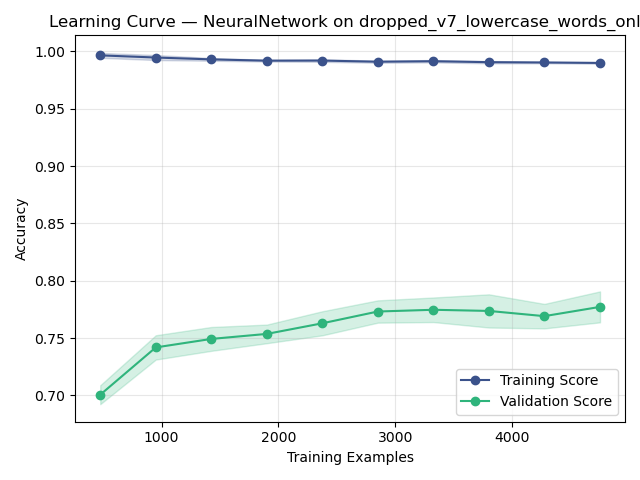 Learning Curve — NeuralNetwork on dropped_v7_lowercase_words_onl
1.00
0.95
0.90
0.85
0.80
0.75
0.70
Accuracy
Training Score
Validation Score
1000 2000 3000 4000
Training Examples